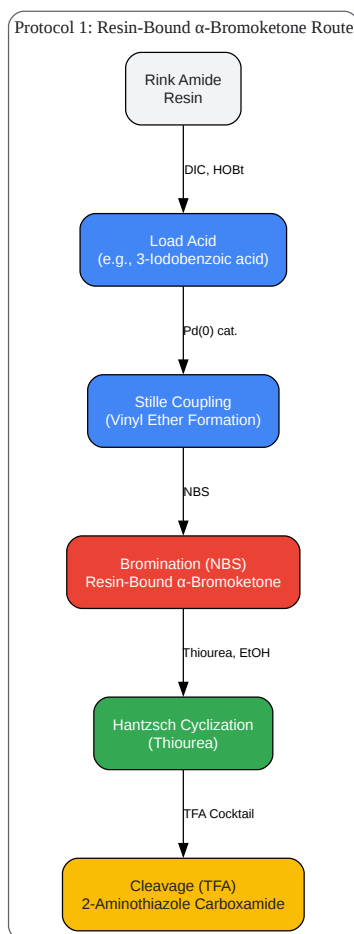 Protocol 1: Resin-Bound α-Bromoketone Route
Rink Amide
Resin
DIC, HOBt
Load Acid
(e.g., 3-Iodobenzoic acid)
Pd(0) cat.
Stille Coupling
(Vinyl Ether Formation)
NBS
Bromination (NBS)
Resin-Bound α-Bromoketone
Thiourea, EtOH
Hantzsch Cyclization
(Thiourea)
TFA Cocktail
Cleavage (TFA)
2-Aminothiazole Carboxamide